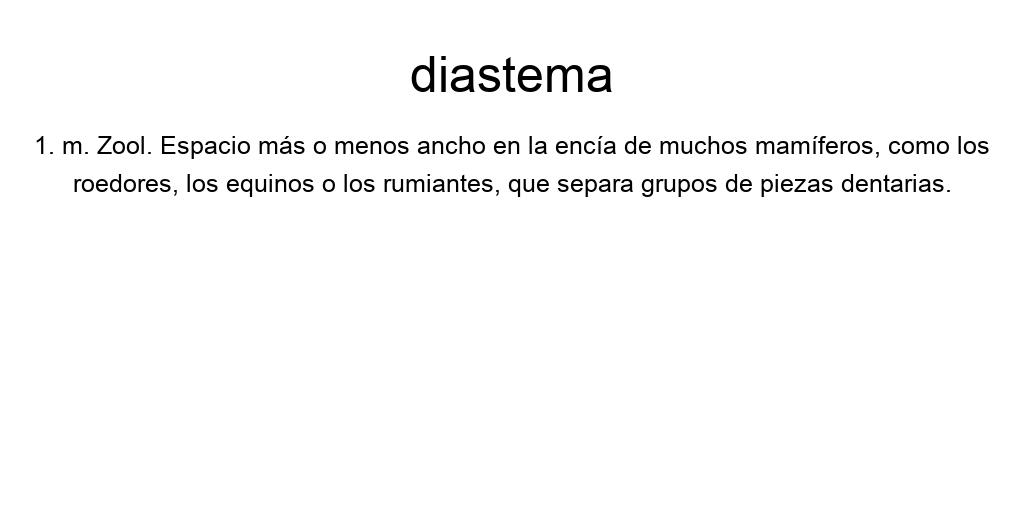 diastema
1. m. Zool. Espacio más o menos ancho en la encía de muchos mamíferos, como los
roedores, los equinos o los rumiantes, que separa grupos de piezas dentarias.